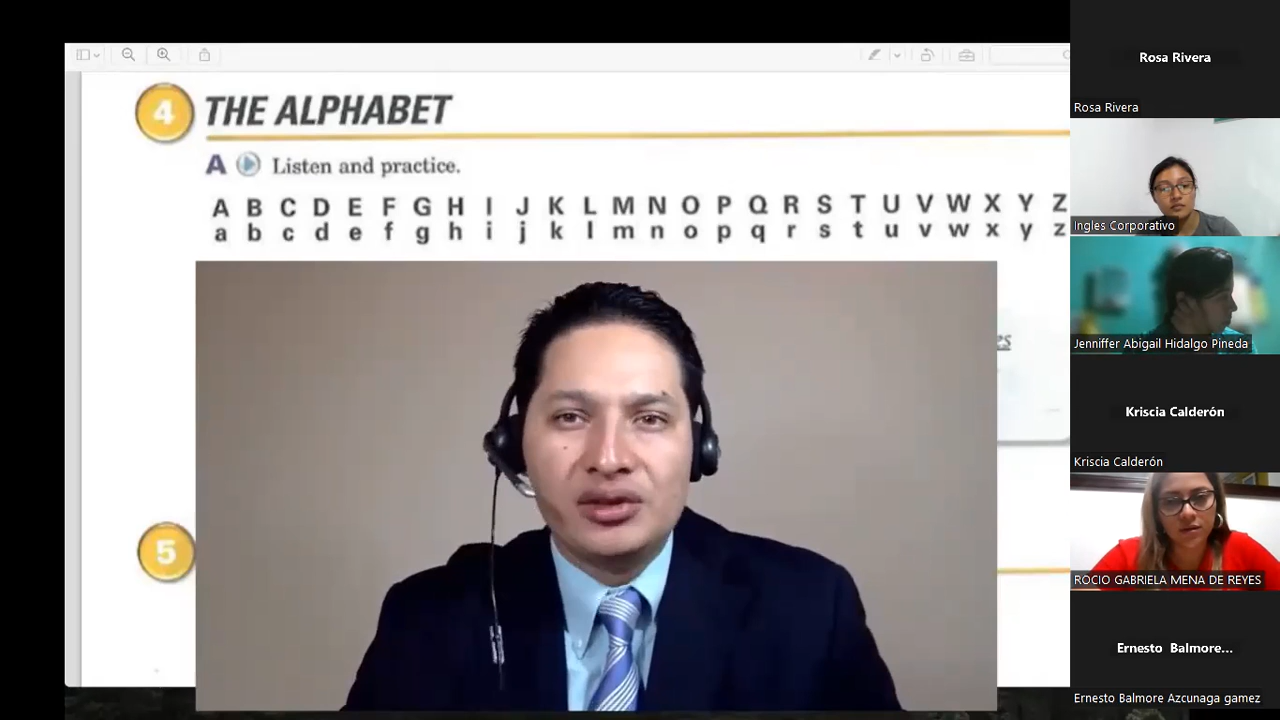 4 THE ALPHABET
A Listen and practice.
A B C D E F G H I J K L M N O P Q R S T U V W X Y Z
a b c d e f g h i j k l m n o p q r s t u v w x y z
5
Rosa Rivera
Rosa Rivera
Ingles Corporativo
Jenniffer Abigail Hidalgo Pineda
Kriscia Calderón
Kriscia Calderón
ROCIO GABRIELA MENA DE REYES
Ernesto Balmore...
Ernesto Balmore Azcunaga gamez